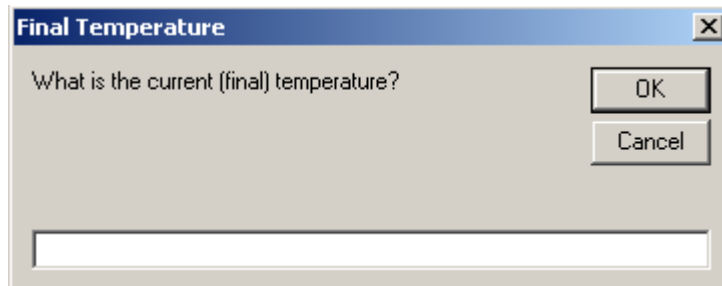 Final Temperature
What is the current (final) temperature?
OK
Cancel